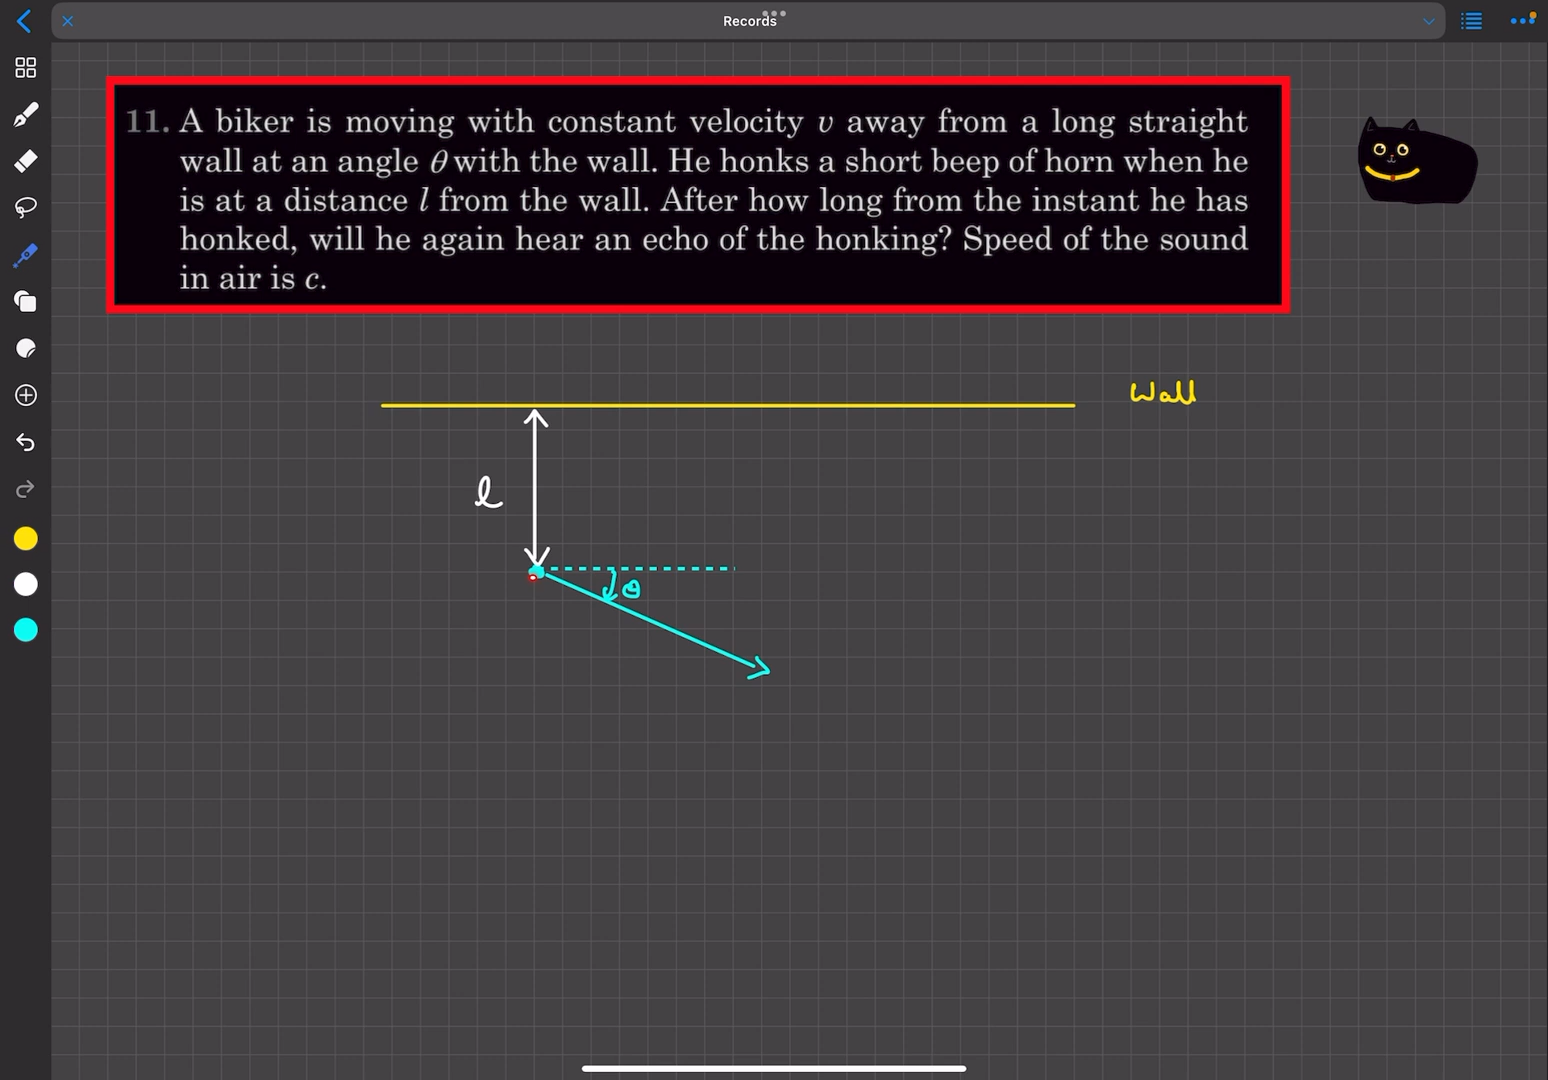 Records
11. A biker is moving with constant velocity v away from a long straight
wall at an angle θ with the wall. He honks a short beep of horn when he
is at a distance l from the wall. After how long from the instant he has
honked, will he again hear an echo of the honking? Speed of the sound
in air is c.
Wall
l
θ